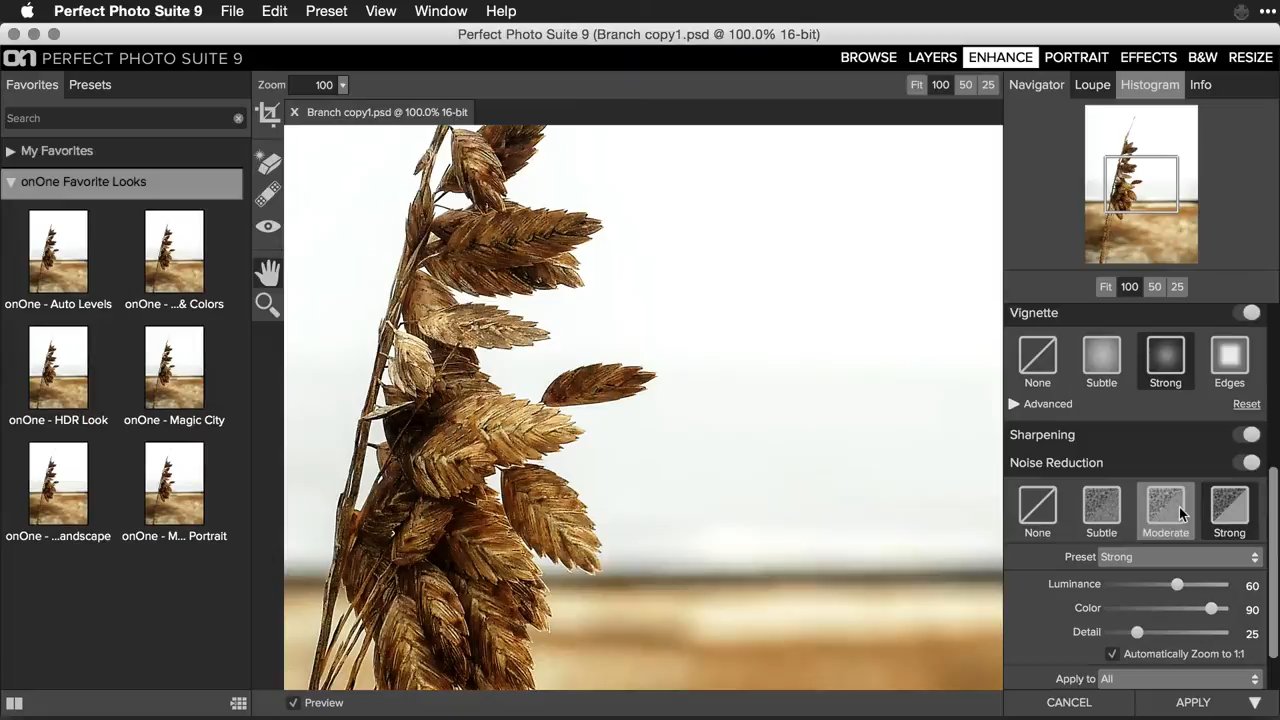 Perfect Photo Suite 9 File Edit Preset View Window Help
Perfect Photo Suite 9 (Branch copy1.psd @ 100.0% 16-bit)
on PERFECT PHOTO SUITE 9 BROWSE LAYERS ENHANCE PORTRAIT EFFECTS B&W RESIZE
Favorites Presets Zoom 100 Fit 100 50 25 Navigator Loupe Histogram Info
Search
Branch copy1.psd @ 100.0% 16-bit
My Favorites
onOne Favorite Looks
onOne - Auto Levels onOne - ...& Colors
onOne - HDR Look onOne - Magic City
onOne - ...andscape onOne - M... Portrait
Fit 100 50 25
Vignette
None Subtle Strong Edges
Advanced Reset
Sharpening
Noise Reduction
None Subtle Moderate Strong
Preset Strong
Luminance 60
Color 90
Detail 25
Automatically Zoom to 1:1
Apply to All
Preview CANCEL APPLY